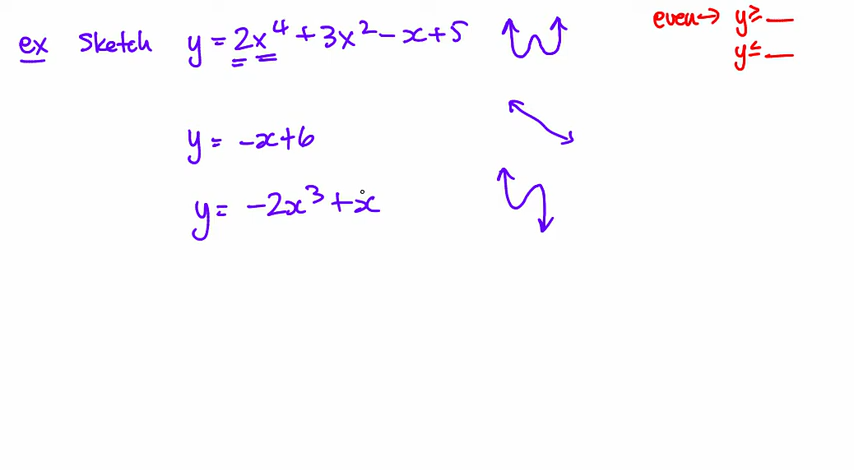 ex Sketch y = 2x⁴ + 3x² - x + 5
even → y ≥ __
y ≤ __
y = -x + 6
y = -2x³ + x